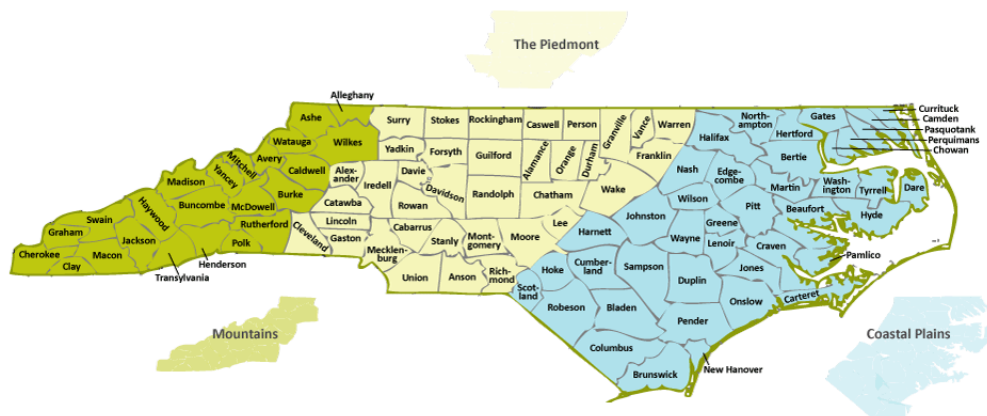 The Piedmont
Alleghany
Ashe
Surry
Stokes
Rockingham
Caswell
Person
Granville
Vance
Warren
North-
ampton
Gates
Currituck
Camden
Pasquotank
Perquimans
Chowan
Watauga
Wilkes
Halifax
Hertford
Yadkin
Forsyth
Guilford
Alamance
Orange
Durham
Franklin
Bertie
Mitchell
Avery
Caldwell
Alex-
ander
Davie
Nash
Edge-
combe
Madison
Yancey
Iredell
Davidson
Randolph
Chatham
Wake
Wilson
Martin
Wash-
ington
Tyrrell
Dare
Haywood
Buncombe
McDowell
Burke
Catawba
Rowan
Johnston
Greene
Pitt
Beaufort
Hyde
Swain
Rutherford
Lincoln
Cabarrus
Lee
Harnett
Graham
Jackson
Polk
Cleveland
Gaston
Mecklen-
burg
Stanly
Mont-
gomery
Moore
Wayne
Lenoir
Craven
Pamlico
Cherokee
Clay
Macon
Transylvania
Henderson
Union
Anson
Rich-
mond
Scot-
land
Hoke
Cumber-
land
Sampson
Duplin
Jones
Carteret
Robeson
Bladen
Onslow
Pender
Columbus
Brunswick
New Hanover
Mountains
Coastal Plains